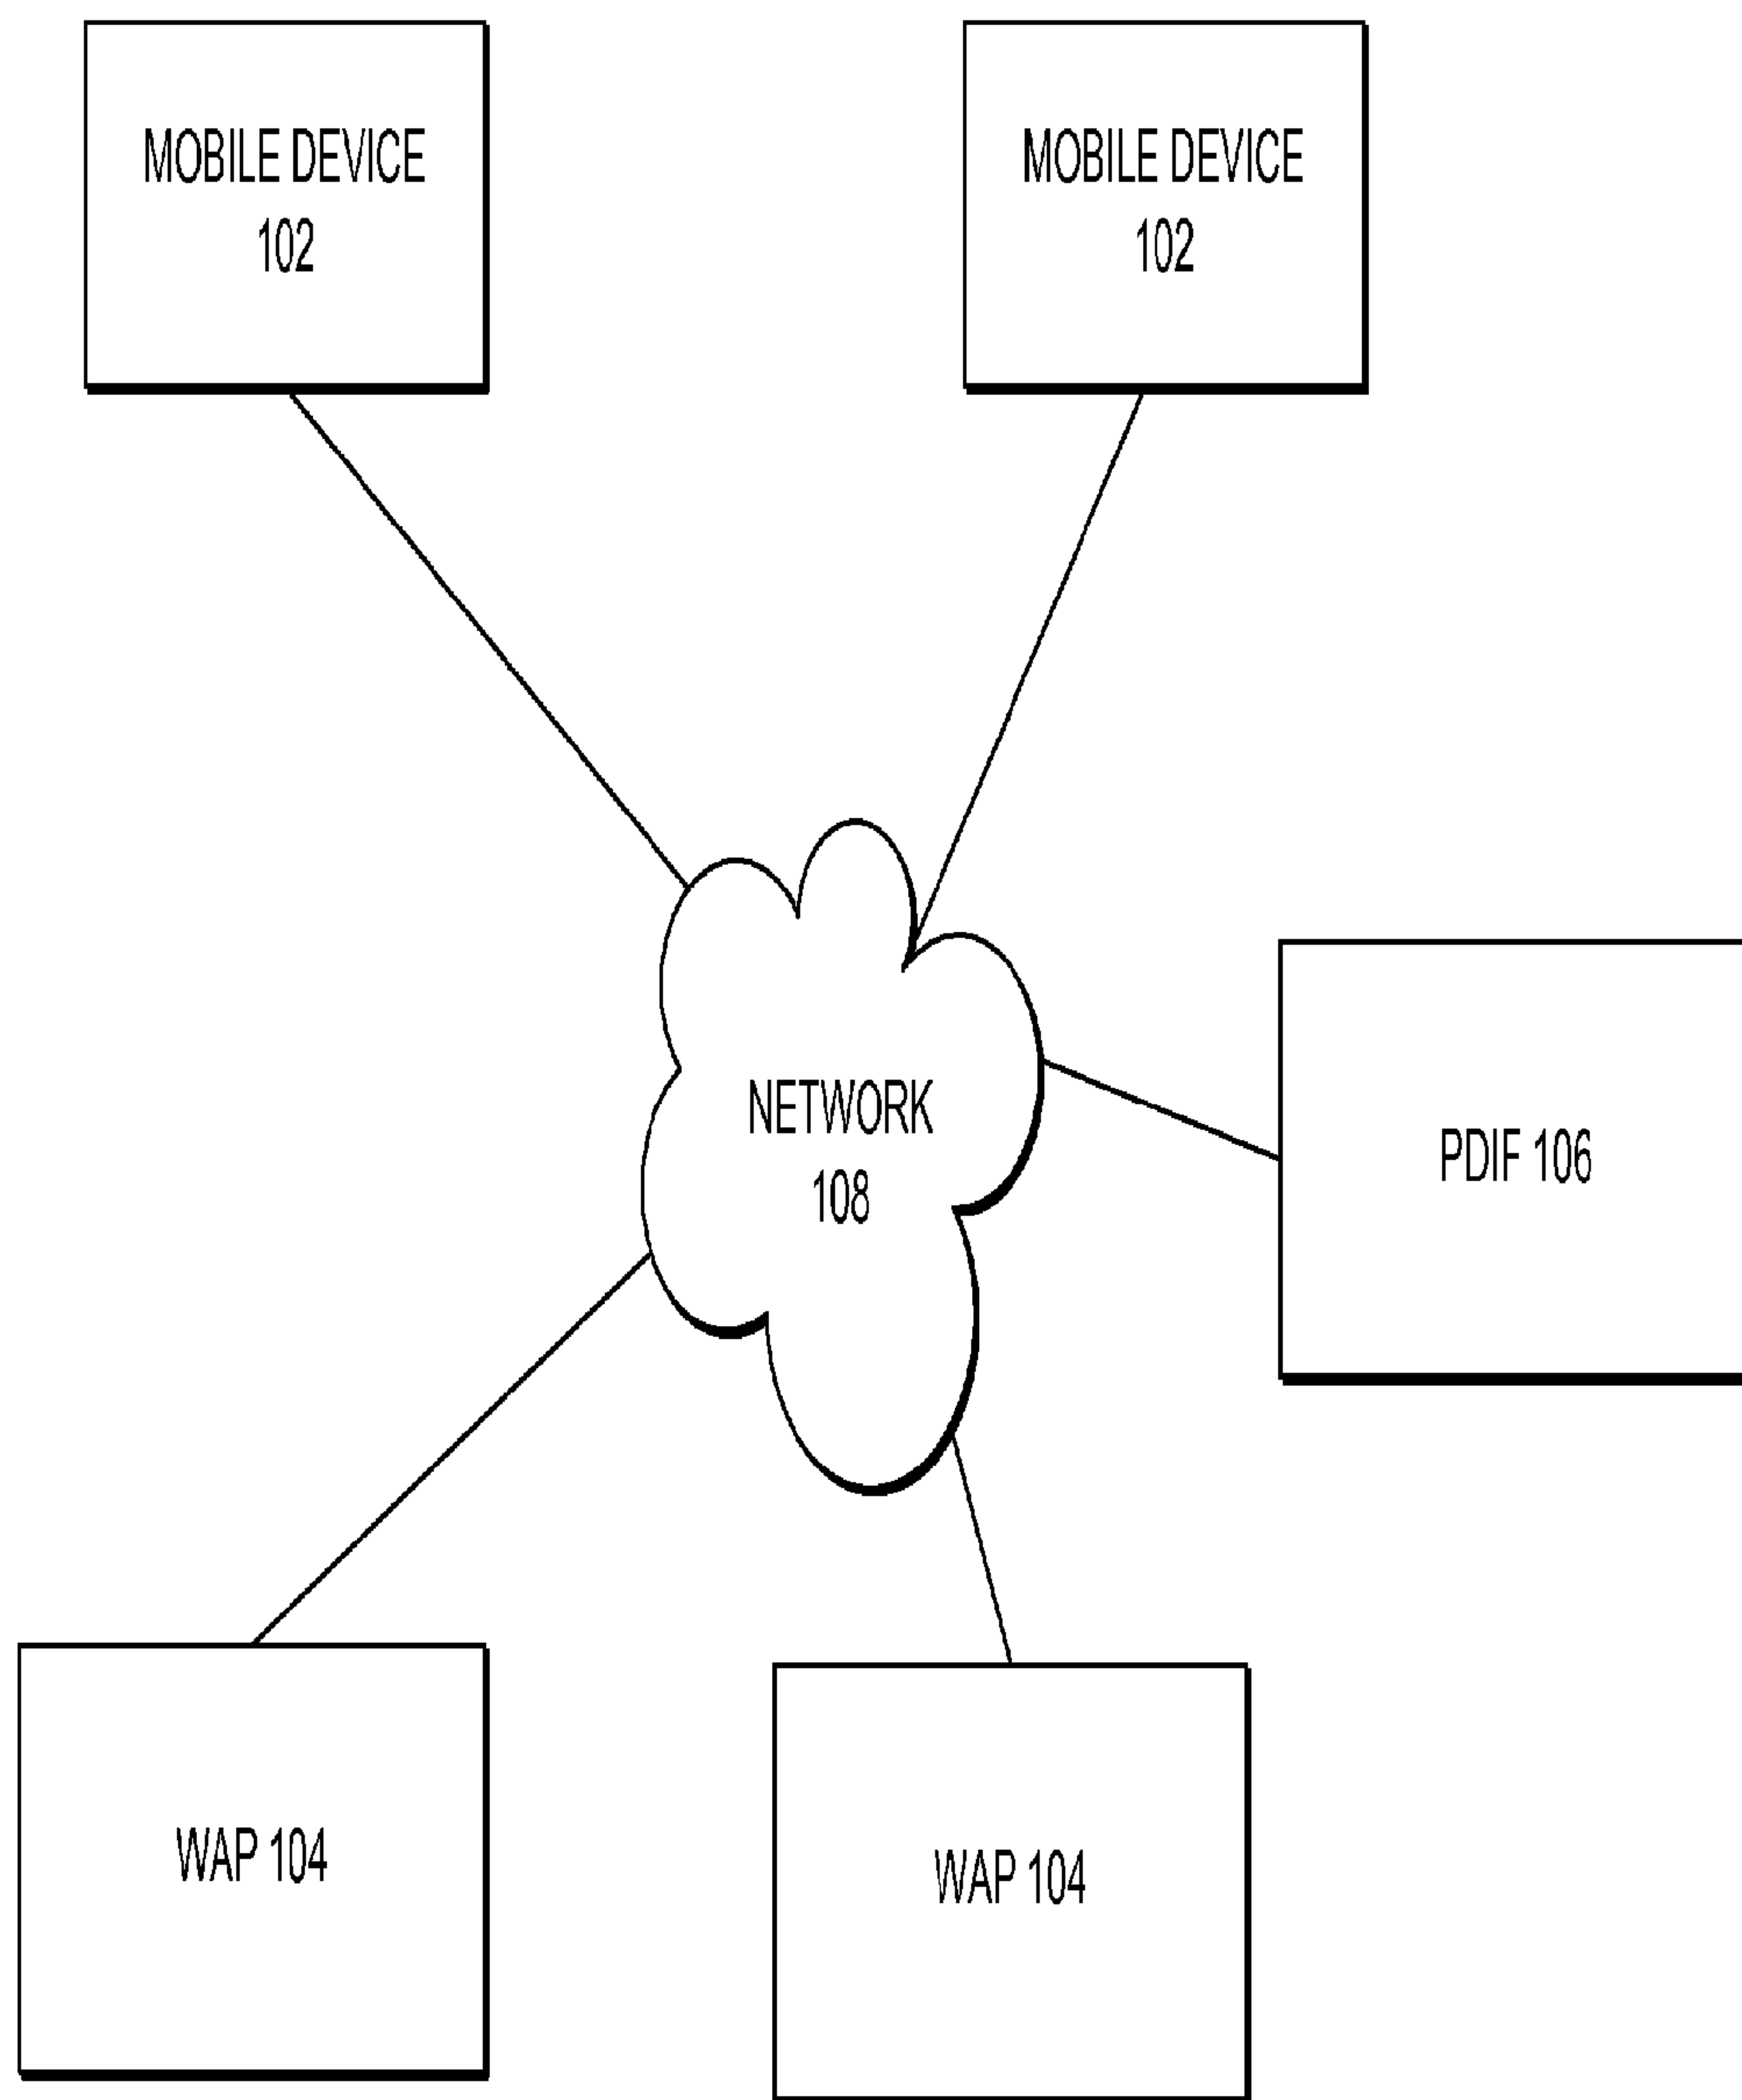 MOBILE DEVICE
102
MOBILE DEVICE
102
NETWORK
108
PDIF 106
WAP 104
WAP 104